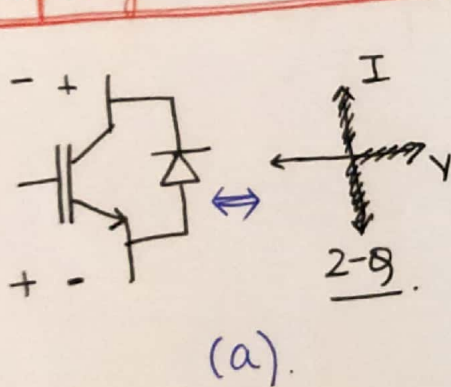 - +
I
V
+ -
2-Q.
(a).